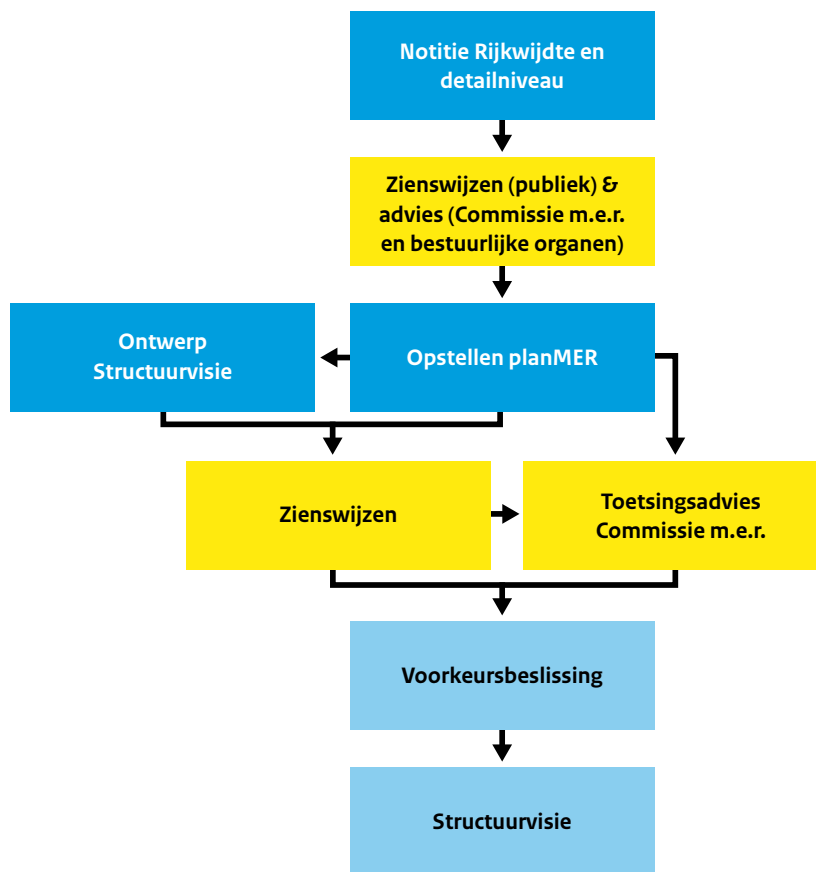 Notitie Rijkwijdte en
detailniveau
Zienswijzen (publiek) &
advies (Commissie m.e.r.
en bestuurlijke organen)
Ontwerp
Structuurvisie
Opstellen planMER
Zienswijzen
Toetsingsadvies
Commissie m.e.r.
Voorkeursbeslissing
Structuurvisie